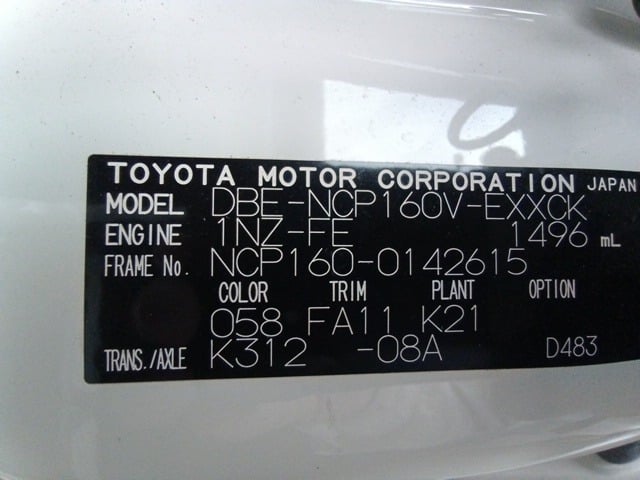 TOYOTA MOTOR CORPORATION JAPAN
MODEL DBE-NCP160V-EXXCK
ENGINE 1NZ-FE 1496 mL
FRAME No. NCP160-0142615
COLOR TRIM PLANT OPTION
058 FA11 K21
TRANS./AXLE K312 -08A D483